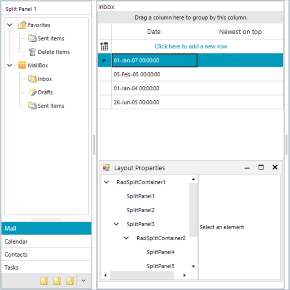 Split Panel 1
Favorites
Sent Items
Delete Items
MailBox
Inbox
Drafts
Sent Items
Mail
Calendar
Contacts
Tasks
Inbox
Drag a column here to group by this column.
Date Newest on top
Click here to add a new row
01-Jan-07 00:00:00
05-Feb-05 00:00:00
01-Jan-04 00:00:00
26-Jun-05 00:00:00
Layout Properties
RadSplitContainer1
SplitPanel1
SplitPanel2
SplitPanel3
RadSplitContainer2
SplitPanel4
SplitPanel5
Select an element